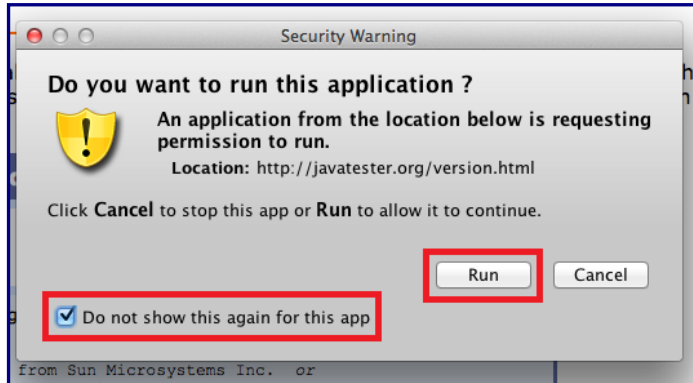 Security Warning
Do you want to run this application ?
An application from the location below is requesting
permission to run.
Location: http://javatester.org/version.html
Click Cancel to stop this app or Run to allow it to continue.
Run Cancel
Do not show this again for this app
from Sun Microsystems Inc. or